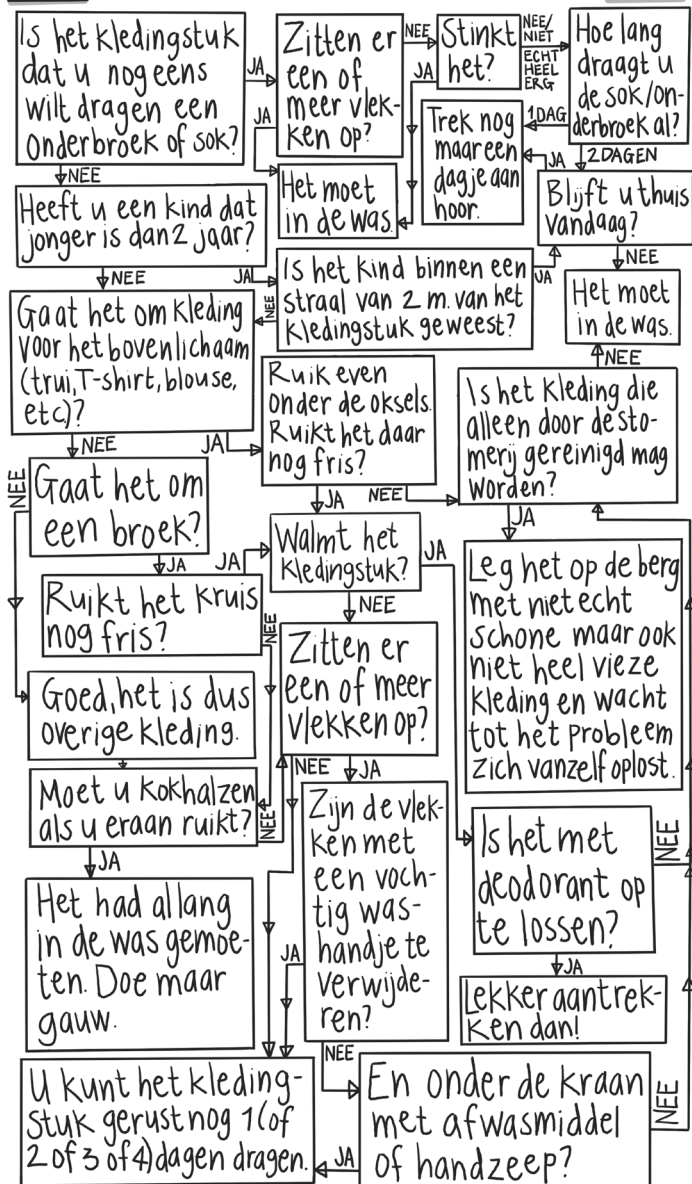 Is het kledingstuk
dat u nog eens
wilt dragen een
onderbroek of sok?
JA
NEE
Zitten er
een of
meer vlek-
ken op?
NEE
JA
Stinkt
het?
NEE/
NIET
ECHT
HEEL
ERG
JA
Hoe lang
draagt u
de sok/on-
derbroek al?
1 DAG
2 DAGEN
Trek nog
maar een
dagje aan
hoor.
Het moet
in de was.
Blijft u thuis
vandaag?
JA
NEE
Het moet
in de was.
Heeft u een kind dat
jonger is dan 2 jaar?
NEE
JA
Is het kind binnen een
straal van 2 m. van het
kledingstuk geweest?
JA
NEE
Gaat het om kleding
voor het bovenlichaam
(trui, T-shirt, blouse,
etc)?
NEE
JA
Ruik even
onder de oksels.
Ruikt het daar
nog fris?
JA
NEE
Is het kleding die
alleen door de sto-
merij gereinigd mag
worden?
NEE
JA
Gaat het om
een broek?
NEE
JA
Ruikt het kruis
nog fris?
JA
NEE
Walmt het
kledingstuk?
JA
NEE
Leg het op de berg
met niet echt
schone maar ook
niet heel vieze
kleding en wacht
tot het probleem
zich vanzelf oplost.
Goed, het is dus
overige kleding.
Zitten er
een of meer
vlekken op?
NEE
JA
Moet u kokhalzen
als u eraan ruikt?
NEE
JA
Het had allang
in de was gemoe-
ten. Doe maar
gauw.
Zijn de vlek-
ken met
een voch-
tig was-
handje te
verwijde-
ren?
JA
NEE
Is het met
deodorant op
te lossen?
NEE
JA
Lekker aantrek-
ken dan!
U kunt het kleding-
stuk gerust nog 1 (of
2 of 3 of 4) dagen dragen.
En onder de kraan
met afwasmiddel
of handzeep?
JA
NEE